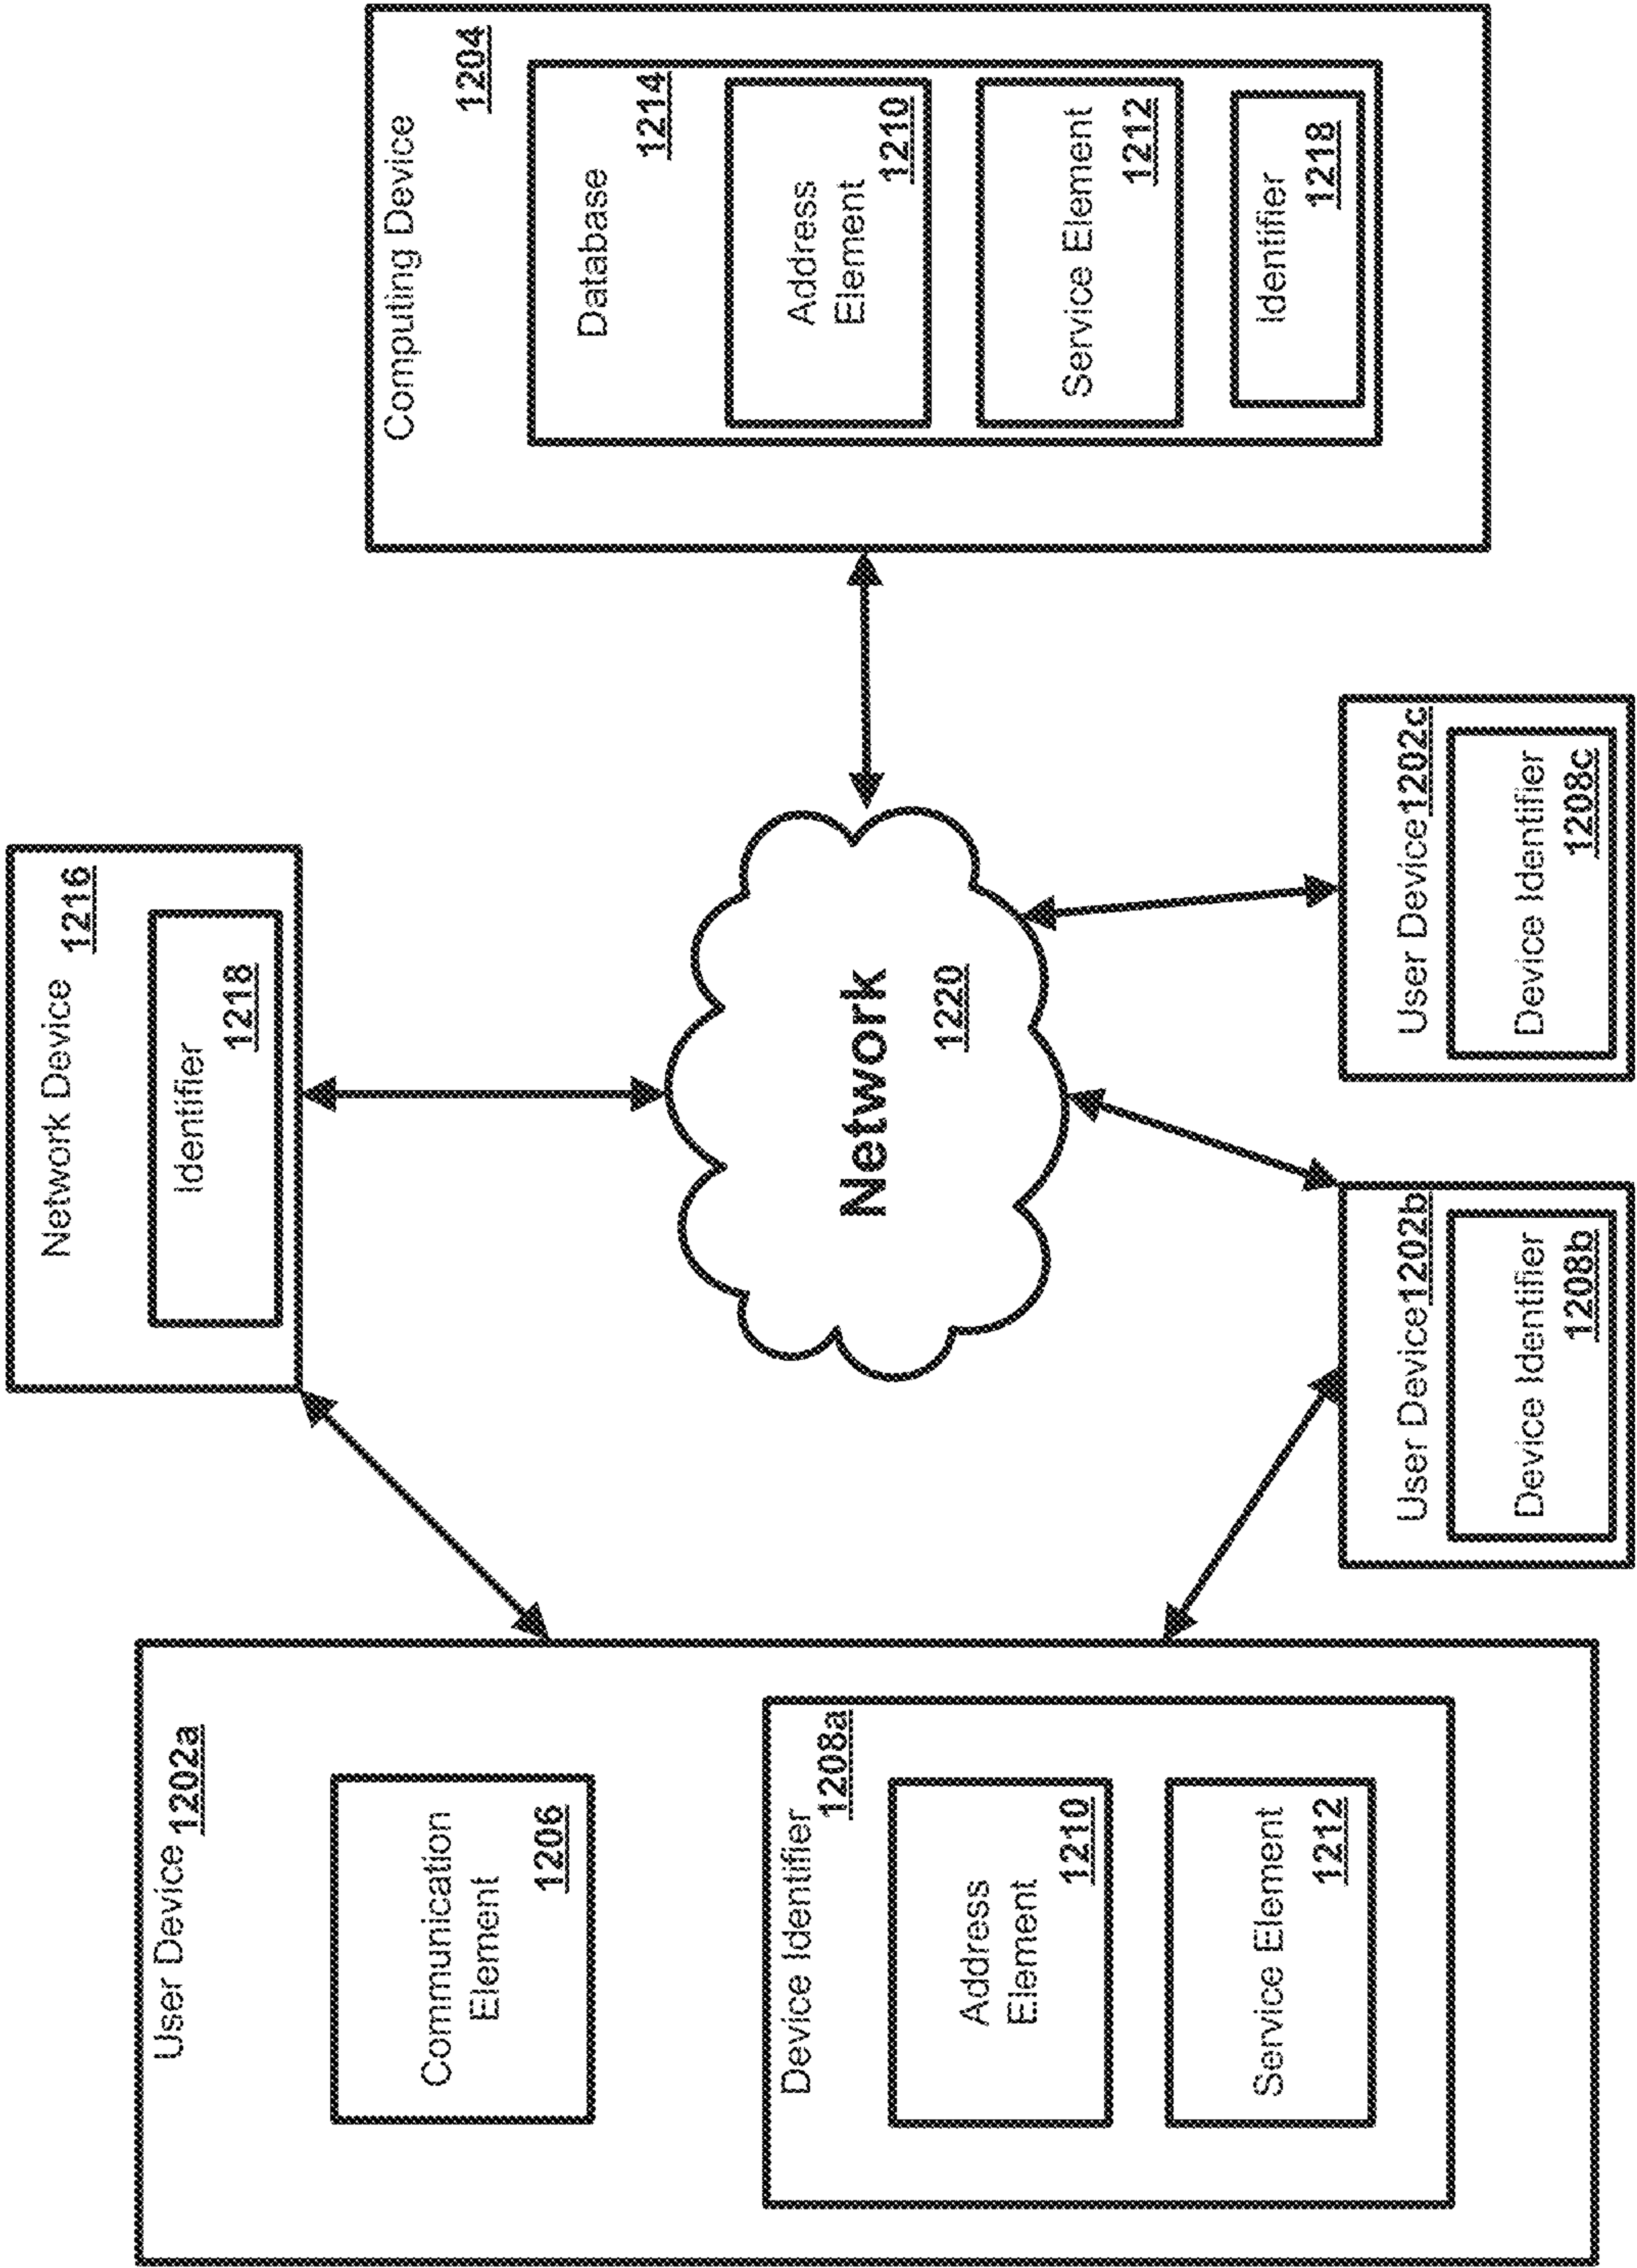 User Device 1202a
Communication
Element
1206
Device Identifier
1208a
Address
Element
1210
Service Element
1212
Network Device
1216
Identifier
1218
Network
1220
User Device 1202b
Device Identifier
1208b
User Device 1202c
Device Identifier
1208c
Computing Device
1204
Database
1214
Address
Element
1210
Service Element
1212
Identifier
1218